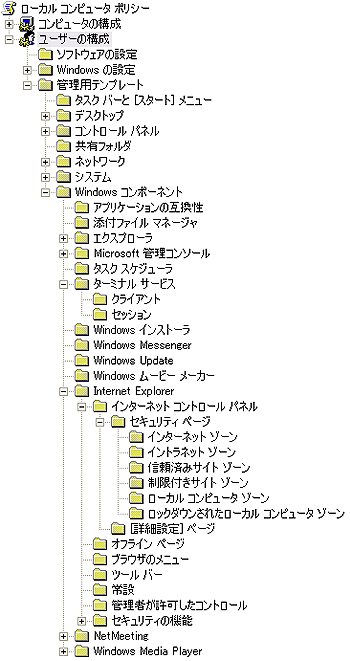 ローカル コンピュータ ポリシー
コンピュータの構成
ユーザーの構成
ソフトウェアの設定
Windows の設定
管理用テンプレート
タスク バーと [スタート] メニュー
デスクトップ
コントロール パネル
共有フォルダ
ネットワーク
システム
Windows コンポーネント
アプリケーションの互換性
添付ファイル マネージャ
エクスプローラ
Microsoft 管理コンソール
タスク スケジューラ
ターミナル サービス
クライアント
セッション
Windows インストーラ
Windows Messenger
Windows Update
Windows ムービー メーカー
Internet Explorer
インターネット コントロール パネル
セキュリティ ページ
インターネット ゾーン
イントラネット ゾーン
信頼済みサイト ゾーン
制限付きサイト ゾーン
ローカル コンピュータ ゾーン
ロックダウンされたローカル コンピュータ ゾーン
[詳細設定] ページ
オフライン ページ
ブラウザのメニュー
ツール バー
常設
管理者が許可したコントロール
セキュリティの機能
NetMeeting
Windows Media Player